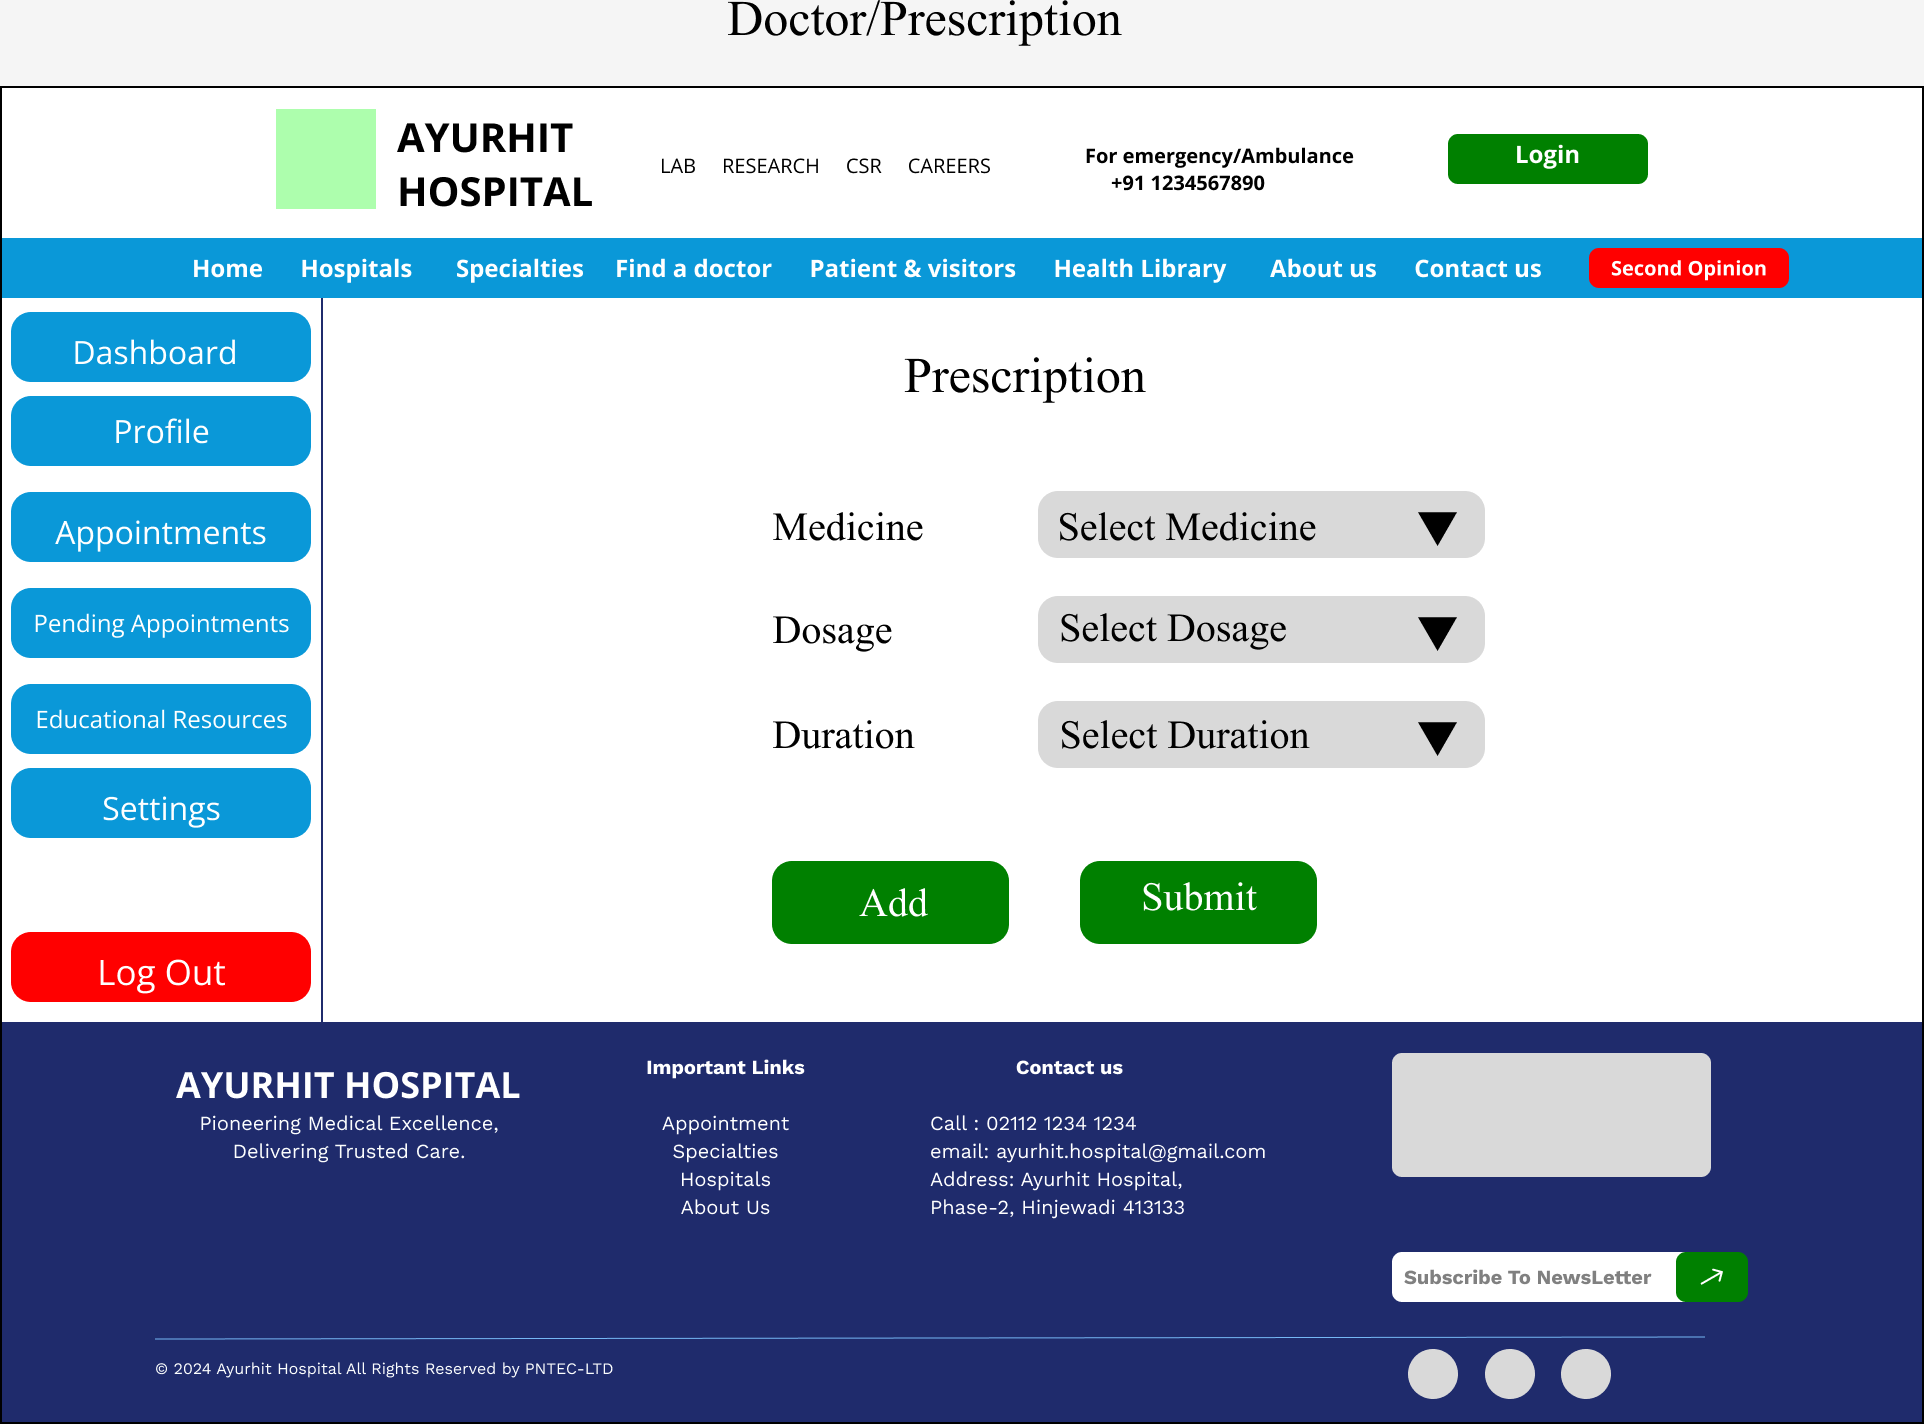 Doctor/Prescription
AYURHIT
HOSPITAL
LAB RESEARCH CSR CAREERS
For emergency/Ambulance
+91 1234567890
Login
Home Hospitals Specialties Find a doctor Patient & visitors Health Library About us Contact us Second Opinion
Dashboard
Profile
Appointments
Pending Appointments
Educational Resources
Settings
Log Out
Prescription
Medicine Select Medicine
Dosage Select Dosage
Duration Select Duration
Add Submit
AYURHIT HOSPITAL
Pioneering Medical Excellence,
Delivering Trusted Care.
Important Links
Appointment
Specialties
Hospitals
About Us
Contact us
Call : 02112 1234 1234
email: ayurhit.hospital@gmail.com
Address: Ayurhit Hospital,
Phase-2, Hinjewadi 413133
Subscribe To NewsLetter
© 2024 Ayurhit Hospital All Rights Reserved by PNTEC-LTD